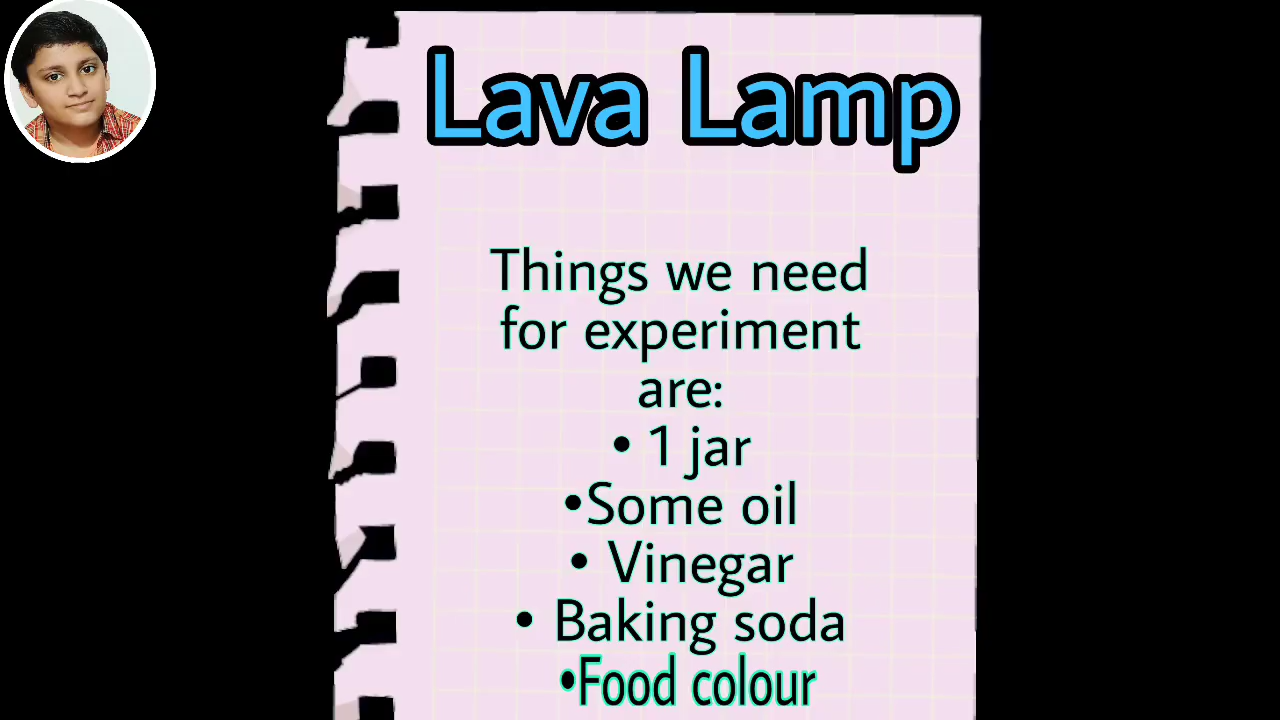 Lava Lamp
Things we need
for experiment
are:
• 1 jar
•Some oil
• Vinegar
• Baking soda
•Food colour